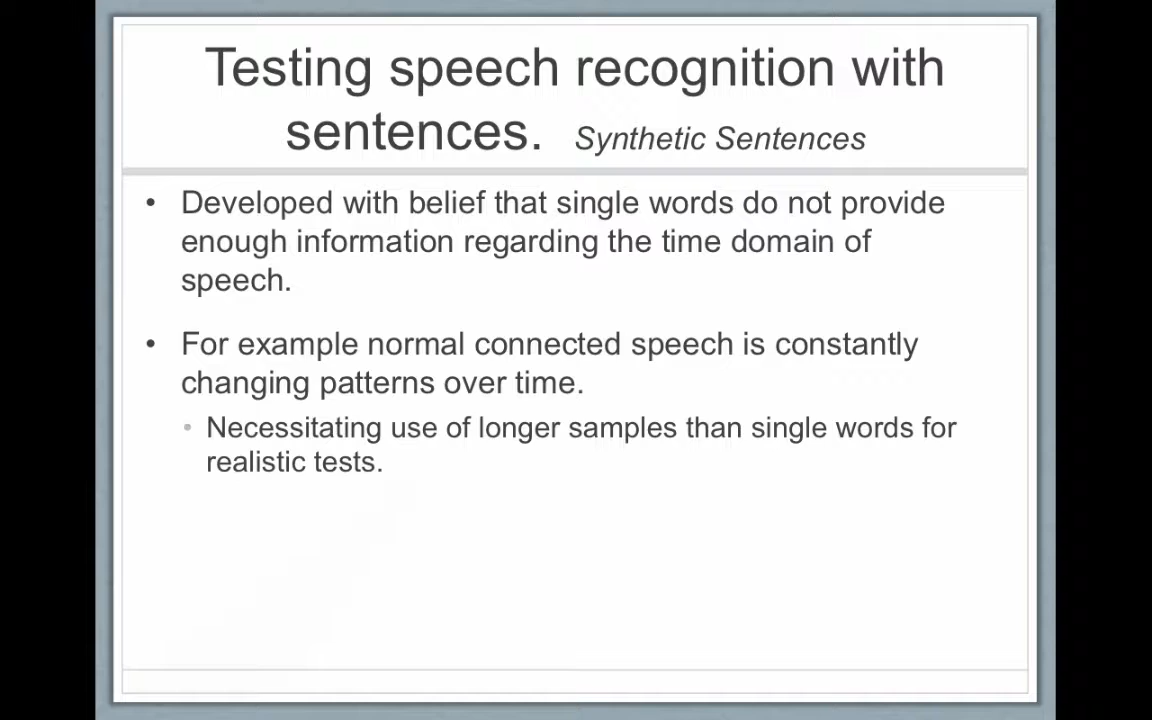 Testing speech recognition with
sentences. Synthetic Sentences
• Developed with belief that single words do not provide
enough information regarding the time domain of
speech.
• For example normal connected speech is constantly
changing patterns over time.
• Necessitating use of longer samples than single words for
realistic tests.